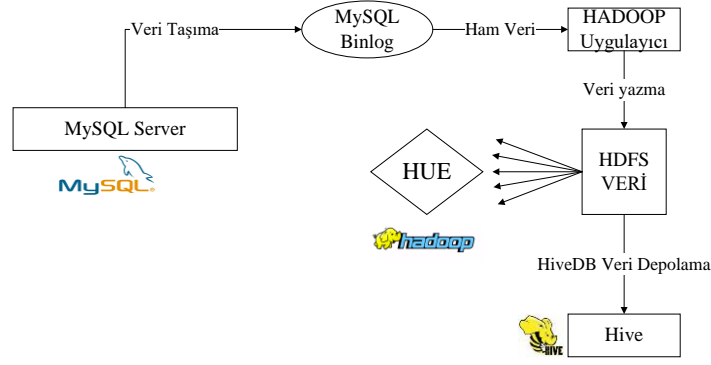 Veri Taşıma
MySQL
Binlog
Ham Veri
HADOOP
Uygulayıcı
Veri yazma
MySQL Server
MySQL
HUE
HDFS
VERİ
hadoop
HiveDB Veri Depolama
Hive
HIVE